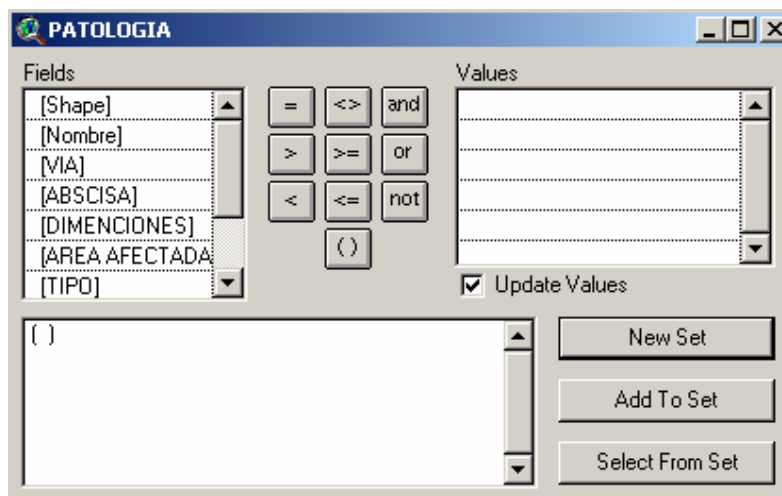 PATOLOGIA
Fields
[Shape]
[Nombre]
[VIA]
[ABSCISA]
[DIMENCIONES]
[AREA AFECTADA
[TIPO]
= <> and
> >= or
< <= not
( )
Values
Update Values
( )
New Set
Add To Set
Select From Set